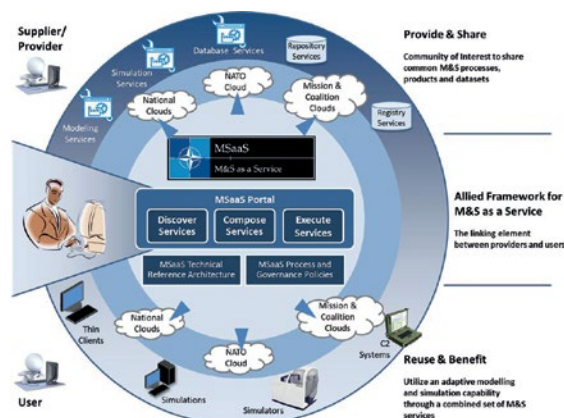 Supplier/
Provider
Database Services
Repository
Services
Simulation
Services
Modeling
Services
National
Clouds
NATO
Cloud
Mission &
Coalition
Clouds
Registry
Services
Provide & Share
Community of Interest to share
common M&S processes,
products and datasets
MSaaS
M&S as a Service
MSaaS Portal
Discover
Services
Compose
Services
Execute
Services
MSaaS Technical
Reference Architecture
MSaaS Process and
Governance Policies
Allied Framework for
M&S as a Service
The linking element
between providers and users
National
Clouds
NATO
Cloud
Mission &
Coalition
Clouds
Thin
Clients
Simulations
Simulators
C2
Systems
User
Reuse & Benefit
Utilize an adaptive modelling
and simulation capability
through a combined set of M&S
services